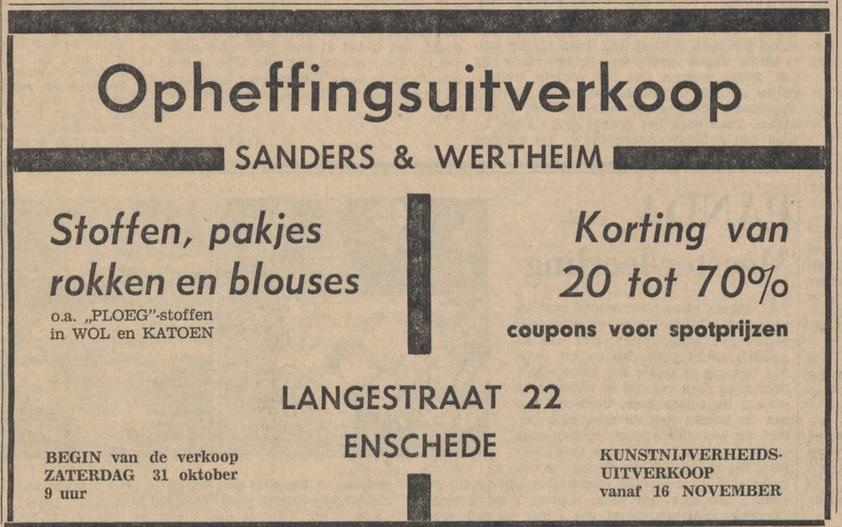 Opheffingsuitverkoop
SANDERS & WERTHEIM
Stoffen, pakjes
rokken en blouses
o.a. „PLOEG”-stoffen
in WOL en KATOEN
Korting van
20 tot 70%
coupons voor spotprijzen
LANGESTRAAT 22
ENSCHEDE
BEGIN van de verkoop
ZATERDAG 31 oktober
9 uur
KUNSTNIJVERHEIDS-
UITVERKOOP
vanaf 16 NOVEMBER